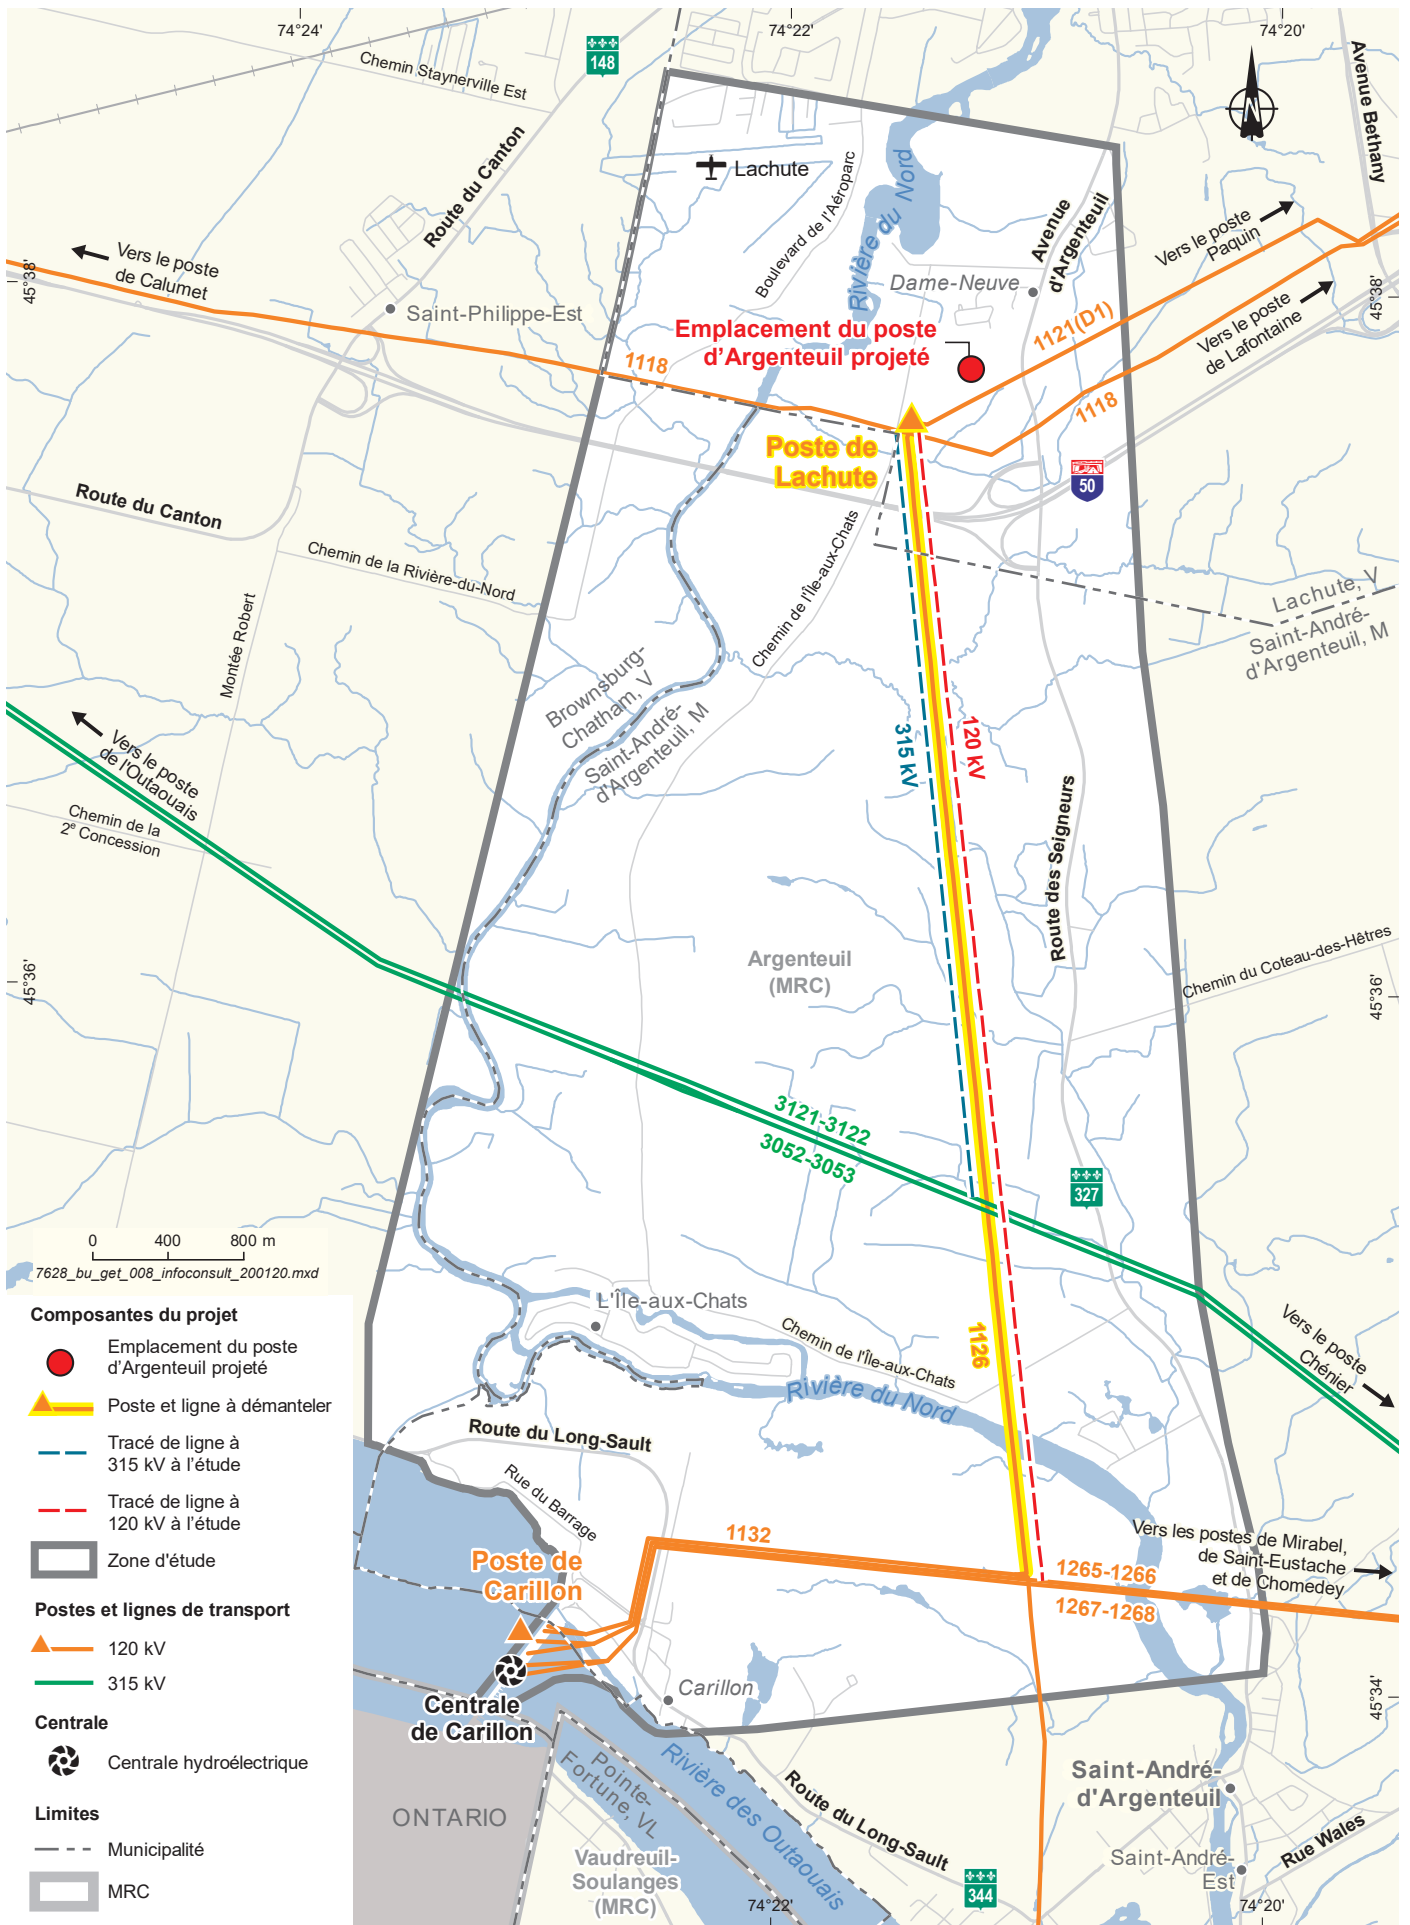 74°24'
74°22'
74°20'
148
Chemin Staynerville Est
Route du Canton
Avenue Bethany
N
Lachute
Boulevard de l'Aéroparc
Rivière du Nord
Avenue
d'Argenteuil
Dame-Neuve
Vers le poste
Paquin
Vers le poste
de Calumet
45°38'
45°38'
Saint-Philippe-Est
Emplacement du poste
d'Argenteuil projeté
1121(D1)
Vers le poste
de Lafontaine
1118
1118
Poste de
Lachute
50
Route du Canton
Chemin de la Rivière-du-Nord
Chemin de l'Île-aux-Chats
Montée Robert
Lachute, V
Saint-André-
d'Argenteuil, M
Brownsburg-
Chatham, V
Saint-André-
d'Argenteuil, M
Vers le poste
de l'Outaouais
315 kV
120 kV
Chemin de la
2e Concession
Route des Seigneurs
Argenteuil
(MRC)
Chemin du Coteau-des-Hêtres
45°36'
45°36'
3121-3122
3052-3053
327
0 400 800 m
7628_bu_get_008_infoconsult_200120.mxd
L'Île-aux-Chats
Chemin de l'Île-aux-Chats
1126
Vers le poste
Chénier
Rivière du Nord
Route du Long-Sault
Rue du Barrage
1132
Vers les postes de Mirabel,
de Saint-Eustache
et de Chomedey
1265-1266
1267-1268
Poste de
Carillon
Centrale
de Carillon
Carillon
45°34'
Composantes du projet
Emplacement du poste
d'Argenteuil projeté
Poste et ligne à démanteler
Tracé de ligne à
315 kV à l'étude
Tracé de ligne à
120 kV à l'étude
Zone d'étude
Postes et lignes de transport
120 kV
315 kV
Centrale
Centrale hydroélectrique
Limites
Municipalité
MRC
ONTARIO
Pointe-
Fortune, VL
Rivière des Outaouais
Vaudreuil-
Soulanges
(MRC)
Route du Long-Sault
344
Saint-André-
d'Argenteuil
Saint-André-
Est
Rue Wales
74°22'
74°20'